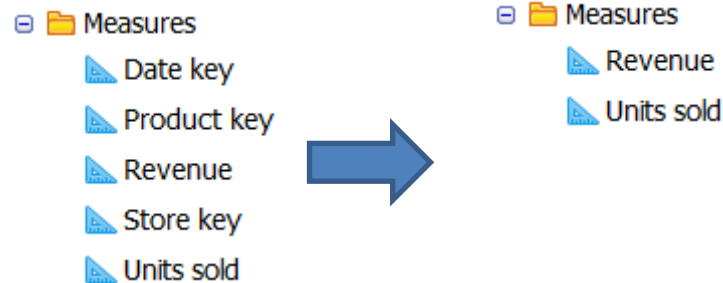 Measures
Date key
Product key
Revenue
Store key
Units sold
Measures
Revenue
Units sold